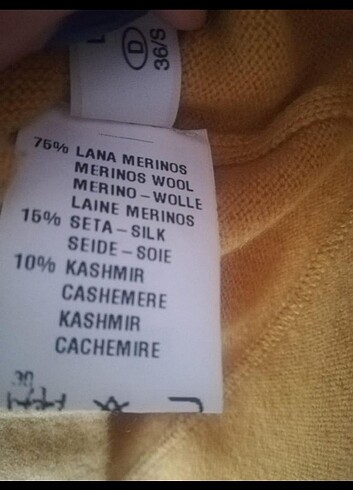 D
36/S
75% LANA MERINOS
MERINOS WOOL
MERINO – WOLLE
LAINE MERINOS
15% SETA – SILK
SEIDE – SOIE
10% KASHMIR
CASHEMERE
KASHMIR
CACHEMIRE
30